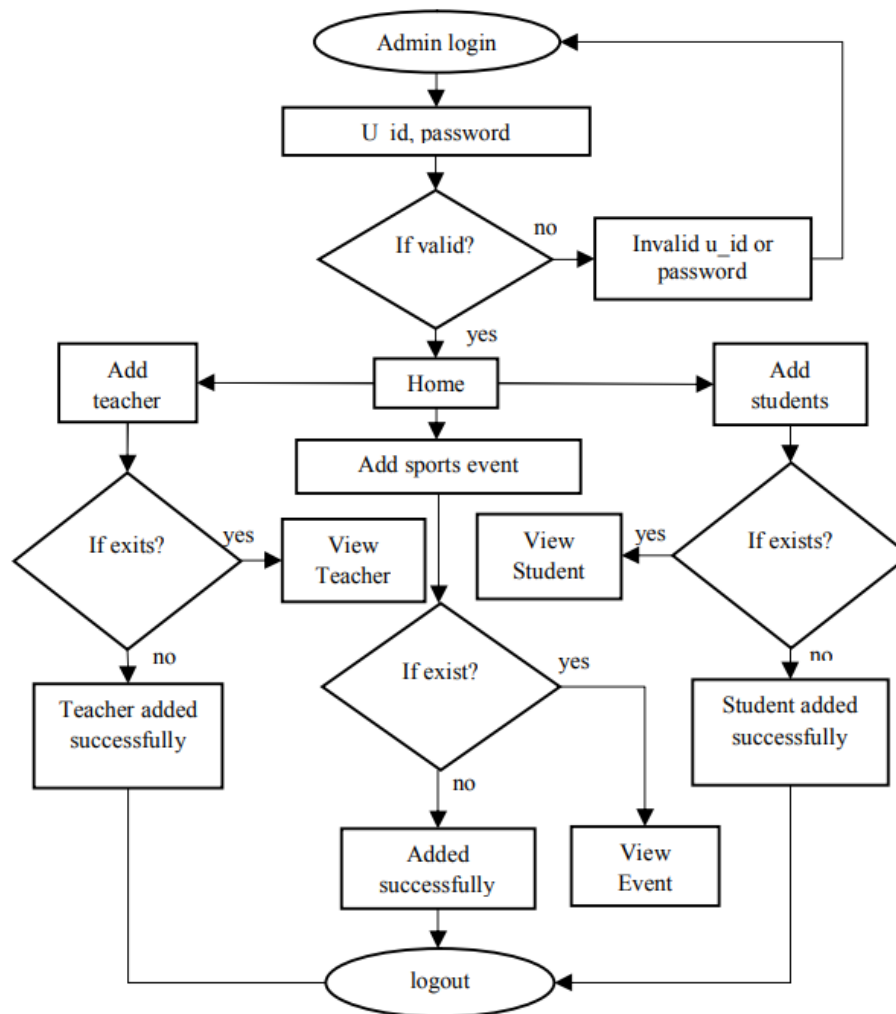 Admin login
U_id, password
If valid?
no
Invalid u_id or
password
yes
Add
teacher
Home
Add
students
Add sports event
If exits?
yes
View
Teacher
yes
View
Student
If exists?
no
If exist?
yes
no
Teacher added
successfully
Student added
successfully
no
Added
successfully
View
Event
logout